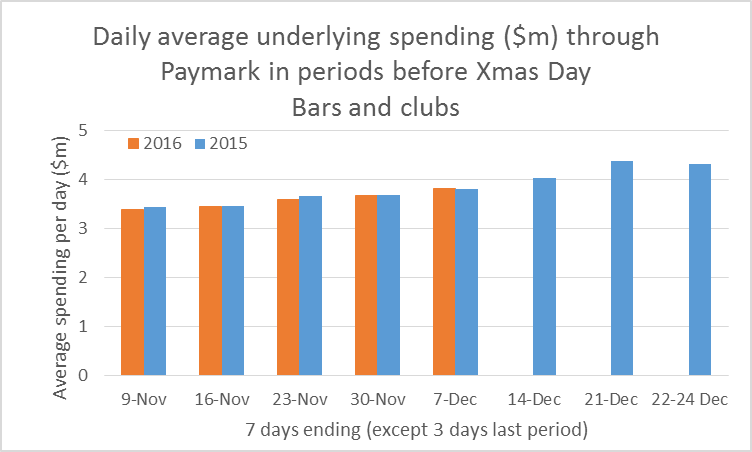 Daily average underlying spending ($m) through
Paymark in periods before Xmas Day
Bars and clubs
Average spending per day ($m)
5
4
3
2
1
0
2016 2015
9-Nov 16-Nov 23-Nov 30-Nov 7-Dec 14-Dec 21-Dec 22-24 Dec
7 days ending (except 3 days last period)